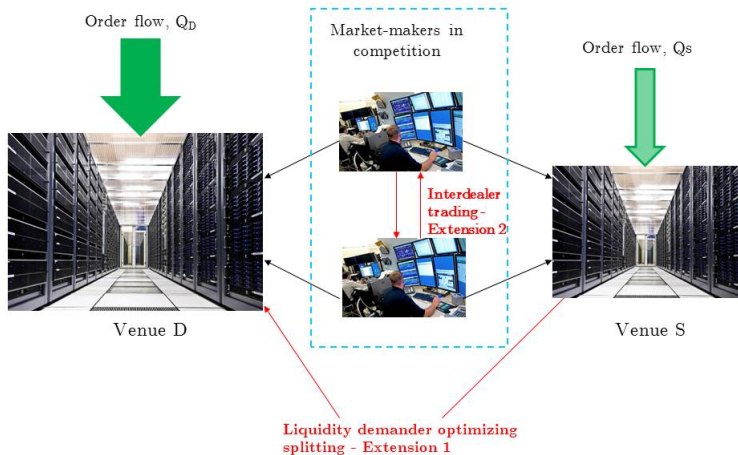 Order flow, Q_D
Market-makers in
competition
Order flow, Qs
Interdealer
trading-
Extension 2
Venue D
Venue S
Liquidity demander optimizing
splitting - Extension 1